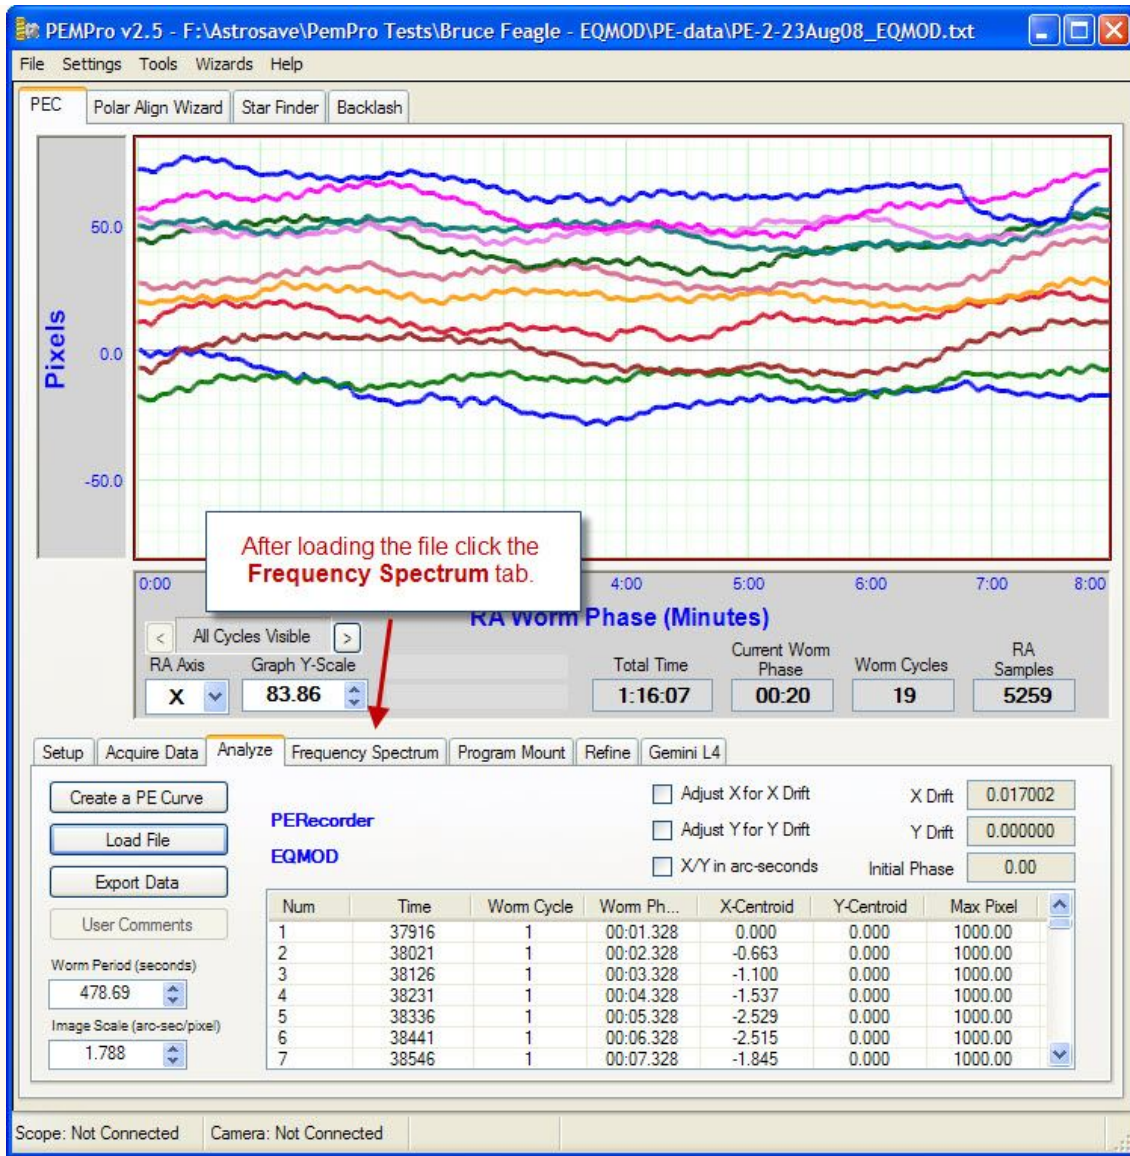 PEMPro v2.5 - F:\Astrosave\PemPro Tests\Bruce Feagle - EQMOD\PE-data\PE-2-23Aug08_EQMOD.txt
File Settings Tools Wizards Help
PEC Polar Align Wizard Star Finder Backlash
Pixels
50.0
0.0
-50.0
After loading the file click the
Frequency Spectrum tab.
0:00 4:00 5:00 6:00 7:00 8:00
RA Worm Phase (Minutes)
< All Cycles Visible >
RA Axis Graph Y-Scale Total Time Current Worm Phase Worm Cycles RA Samples
X 83.86 1:16:07 00:20 19 5259
Setup Acquire Data Analyze Frequency Spectrum Program Mount Refine Gemini L4
Create a PE Curve
Load File
Export Data
User Comments
Worm Period (seconds)
478.69
Image Scale (arc-sec/pixel)
1.788
PERecorder
EQMOD
Adjust X for X Drift X Drift 0.017002
Adjust Y for Y Drift Y Drift 0.000000
X/Y in arc-seconds Initial Phase 0.00
Num Time Worm Cycle Worm Ph... X-Centroid Y-Centroid Max Pixel
1 37916 1 00:01.328 0.000 0.000 1000.00
2 38021 1 00:02.328 -0.663 0.000 1000.00
3 38126 1 00:03.328 -1.100 0.000 1000.00
4 38231 1 00:04.328 -1.537 0.000 1000.00
5 38336 1 00:05.328 -2.529 0.000 1000.00
6 38441 1 00:06.328 -2.515 0.000 1000.00
7 38546 1 00:07.328 -1.845 0.000 1000.00
Scope: Not Connected Camera: Not Connected